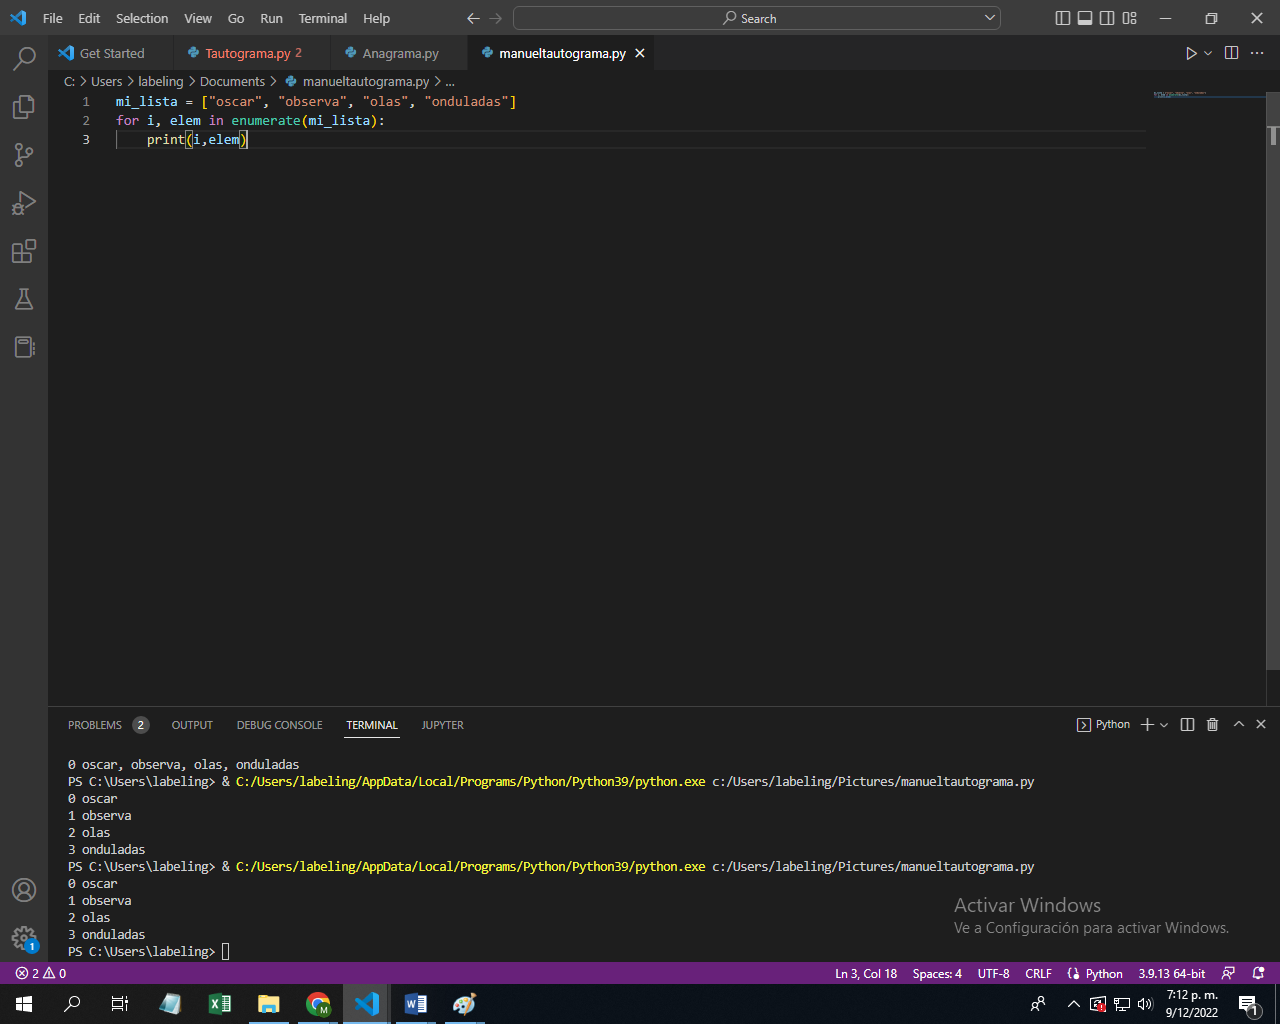 File Edit Selection View Go Run Terminal Help Search
Get Started Tautograma.py 2 Anagrama.py manueltautograma.py
C: > Users > labeling > Documents > manueltautograma.py > ...
1 mi_lista = ["oscar", "observa", "olas", "onduladas"]
2 for i, elem in enumerate(mi_lista):
3 print(i,elem)
PROBLEMS 2 OUTPUT DEBUG CONSOLE TERMINAL JUPYTER Python
0 oscar, observa, olas, onduladas
PS C:\Users\labeling> & C:/Users/labeling/AppData/Local/Programs/Python/Python39/python.exe c:/Users/labeling/Pictures/manueltautograma.py
0 oscar
1 observa
2 olas
3 onduladas
PS C:\Users\labeling> & C:/Users/labeling/AppData/Local/Programs/Python/Python39/python.exe c:/Users/labeling/Pictures/manueltautograma.py
0 oscar
1 observa
2 olas
3 onduladas
PS C:\Users\labeling>
Activar Windows
Ve a Configuración para activar Windows.
1
2 0 Ln 3, Col 18 Spaces: 4 UTF-8 CRLF Python 3.9.13 64-bit
M
7:12 p. m.
9/12/2022
1